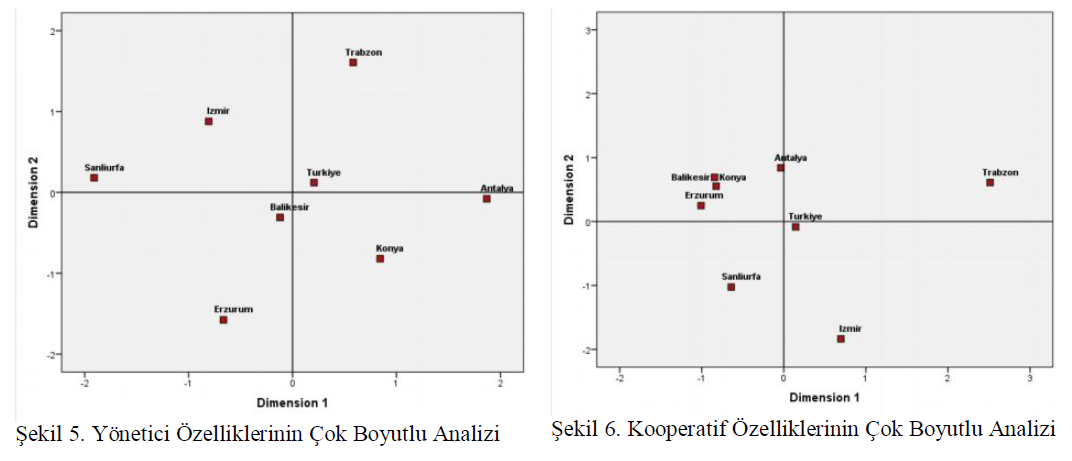 2
1
0
-1
-2
Dimension 2
Trabzon
Izmir
Sanliurfa
Turkiye
Antalya
Balikesir
Konya
Erzurum
-2
-1
0
1
2
Dimension 1
Şekil 5. Yönetici Özelliklerinin Çok Boyutlu Analizi
3
2
1
0
-1
-2
Dimension 2
Antalya
Balikesir
Konya
Trabzon
Erzurum
Turkiye
Sanliurfa
Izmir
-2
-1
0
1
2
3
Dimension 1
Şekil 6. Kooperatif Özelliklerinin Çok Boyutlu Analizi